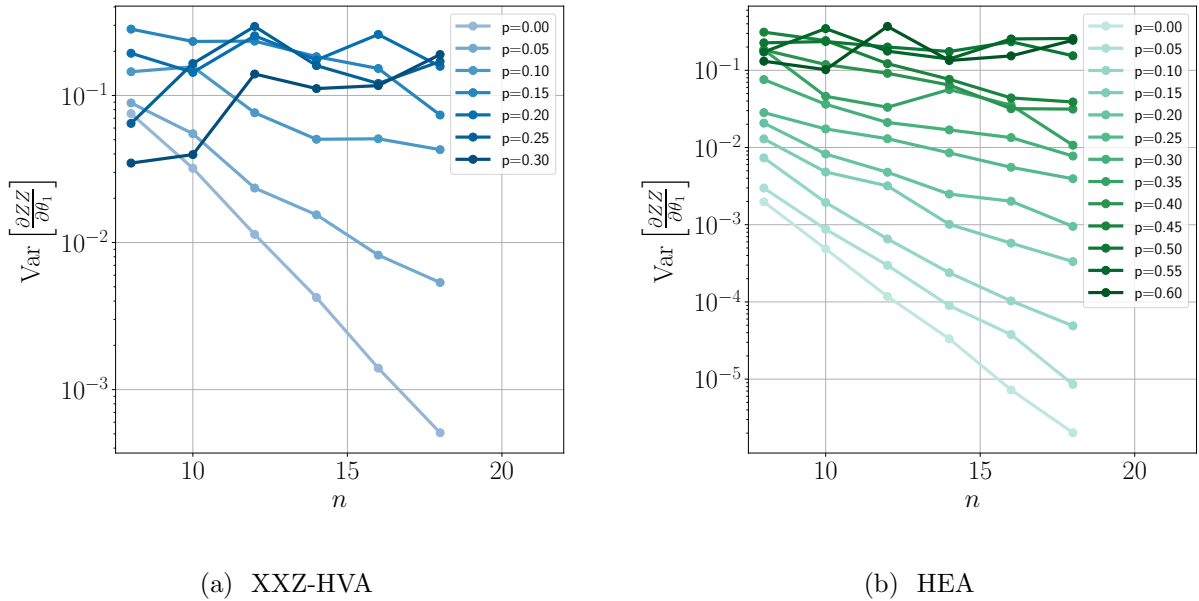 10^{-1}
10^{-2}
10^{-3}
Var [∂ZZ/∂θ_1]
10
15
20
n
p=0.00
p=0.05
p=0.10
p=0.15
p=0.20
p=0.25
p=0.30
(a) XXZ-HVA
10^{-1}
10^{-2}
10^{-3}
10^{-4}
10^{-5}
Var [∂ZZ/∂θ_1]
10
15
20
n
p=0.00
p=0.05
p=0.10
p=0.15
p=0.20
p=0.25
p=0.30
p=0.35
p=0.40
p=0.45
p=0.50
p=0.55
p=0.60
(b) HEA